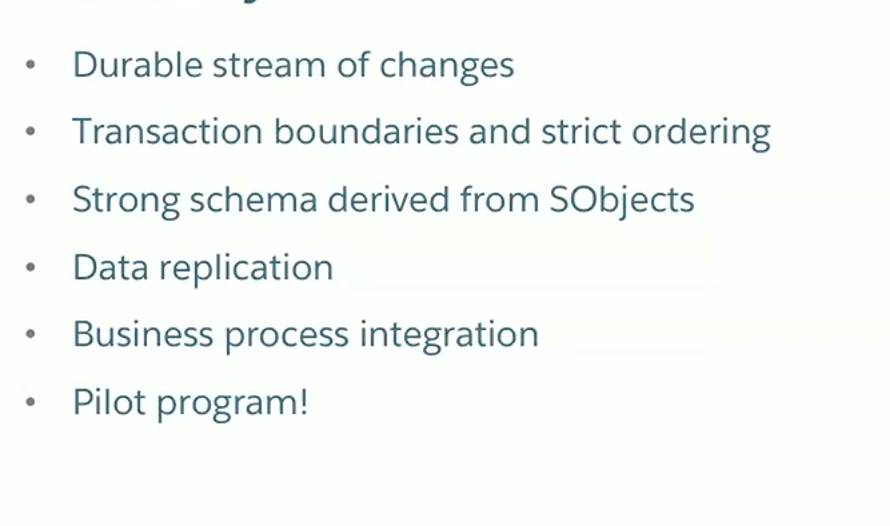 • Durable stream of changes
• Transaction boundaries and strict ordering
• Strong schema derived from SObjects
• Data replication
• Business process integration
• Pilot program!